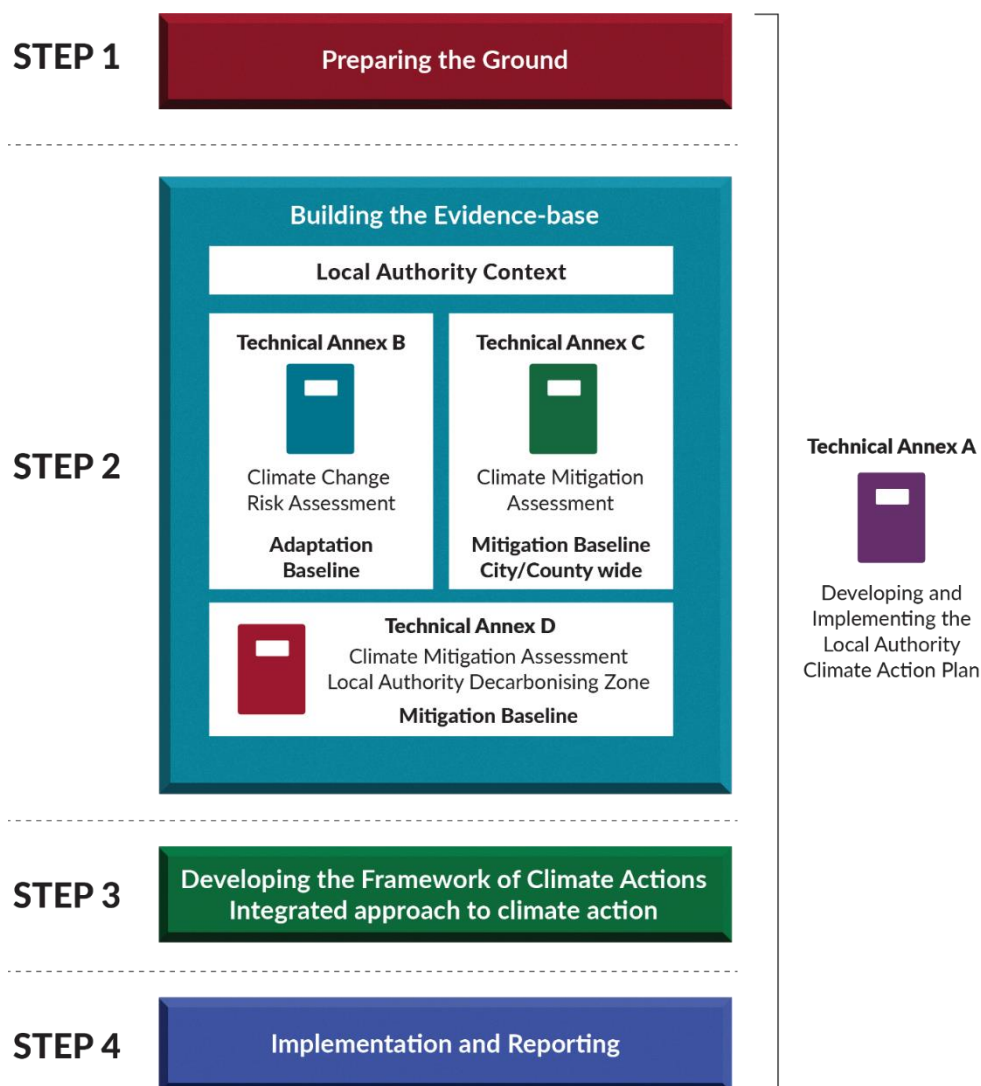 STEP 1
Preparing the Ground
STEP 2
Building the Evidence-base
Local Authority Context
Technical Annex B
Climate Change
Risk Assessment
Adaptation
Baseline
Technical Annex C
Climate Mitigation
Assessment
Mitigation Baseline
City/County wide
Technical Annex D
Climate Mitigation Assessment
Local Authority Decarbonising Zone
Mitigation Baseline
STEP 3
Developing the Framework of Climate Actions
Integrated approach to climate action
STEP 4
Implementation and Reporting
Technical Annex A
Developing and
Implementing the
Local Authority
Climate Action Plan